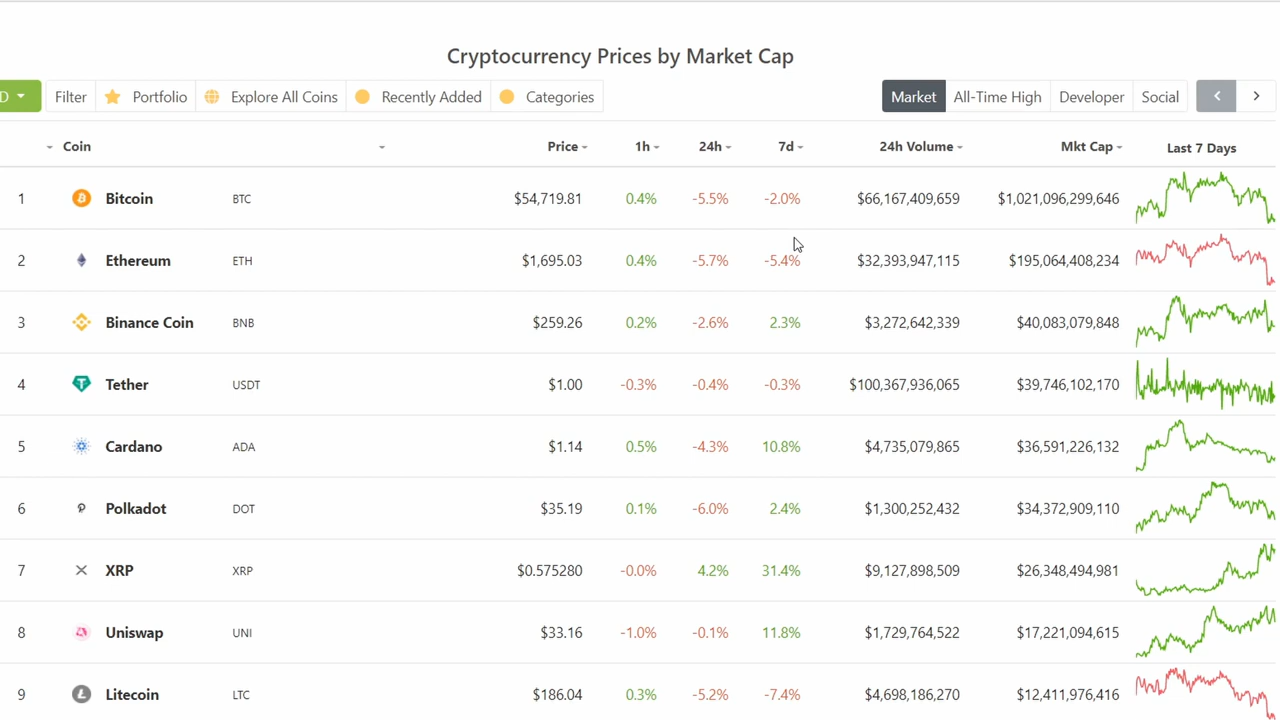 Cryptocurrency Prices by Market Cap
D Filter Portfolio Explore All Coins Recently Added Categories Market All-Time High Developer Social
Coin Price 1h 24h 7d 24h Volume Mkt Cap Last 7 Days
1 Bitcoin BTC $54,719.81 0.4% -5.5% -2.0% $66,167,409,659 $1,021,096,299,646
2 Ethereum ETH $1,695.03 0.4% -5.7% -5.4% $32,393,947,115 $195,064,408,234
3 Binance Coin BNB $259.26 0.2% -2.6% 2.3% $3,272,642,339 $40,083,079,848
4 Tether USDT $1.00 -0.3% -0.4% -0.3% $100,367,936,065 $39,746,102,170
5 Cardano ADA $1.14 0.5% -4.3% 10.8% $4,735,079,865 $36,591,226,132
6 Polkadot DOT $35.19 0.1% -6.0% 2.4% $1,300,252,432 $34,372,909,110
7 XRP XRP $0.575280 -0.0% 4.2% 31.4% $9,127,898,509 $26,348,494,981
8 Uniswap UNI $33.16 -1.0% -0.1% 11.8% $1,729,764,522 $17,221,094,615
9 Litecoin LTC $186.04 0.3% -5.2% -7.4% $4,698,186,270 $12,411,976,416